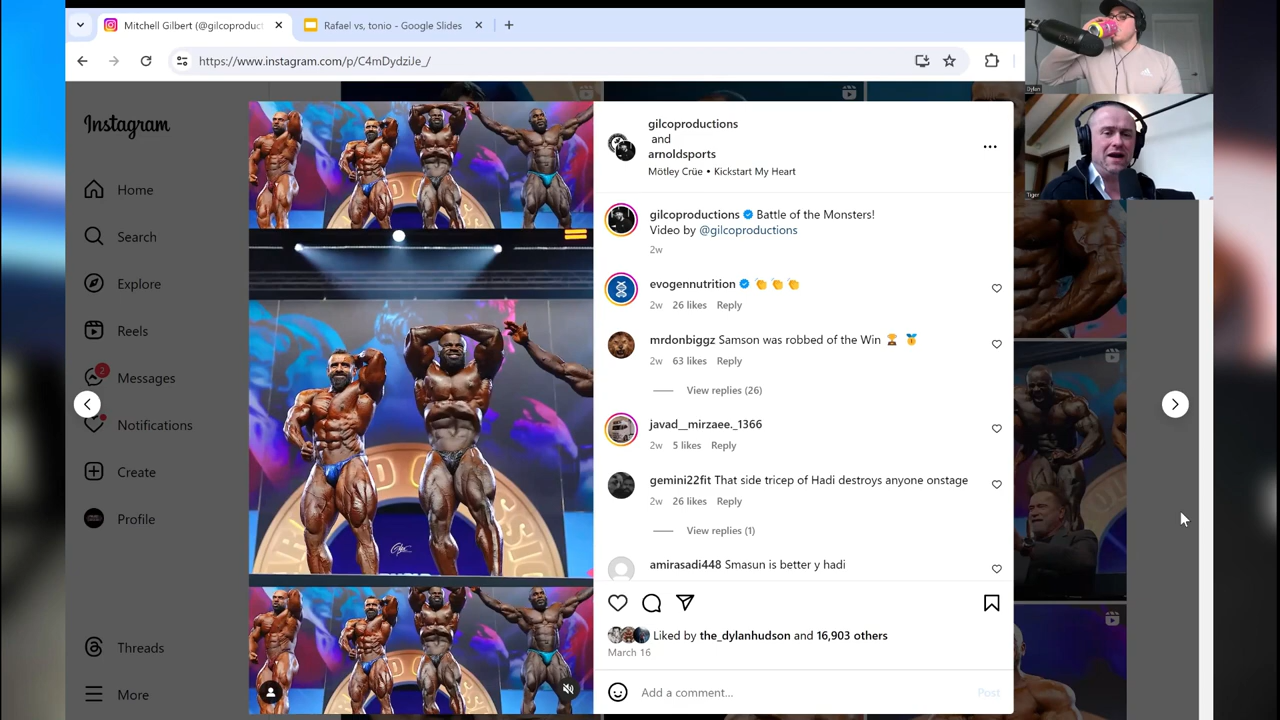 Mitchell Gilbert (@gilcoproduct
Rafael vs, tonio - Google Slides
https://www.instagram.com/p/C4mDydziJe_/
Instagram
Home
Search
Explore
Reels
2
Messages
Notifications
Create
Profile
Threads
More
gilcoproductions
and
arnoldsports
Mötley Crüe • Kickstart My Heart
gilcoproductions Battle of the Monsters!
Video by @gilcoproductions
2w
evogennutrition 👏 👏 👏
2w 26 likes Reply
mrdonbiggz Samson was robbed of the Win 🏆 🥇
2w 63 likes Reply
View replies (26)
javad__mirzaee._1366
2w 5 likes Reply
gemini22fit That side tricep of Hadi destroys anyone onstage
2w 26 likes Reply
View replies (1)
amirasadi448 Smasun is better y hadi
Liked by the_dylanhudson and 16,903 others
March 16
Add a comment...
Post
Dylan
Tiger